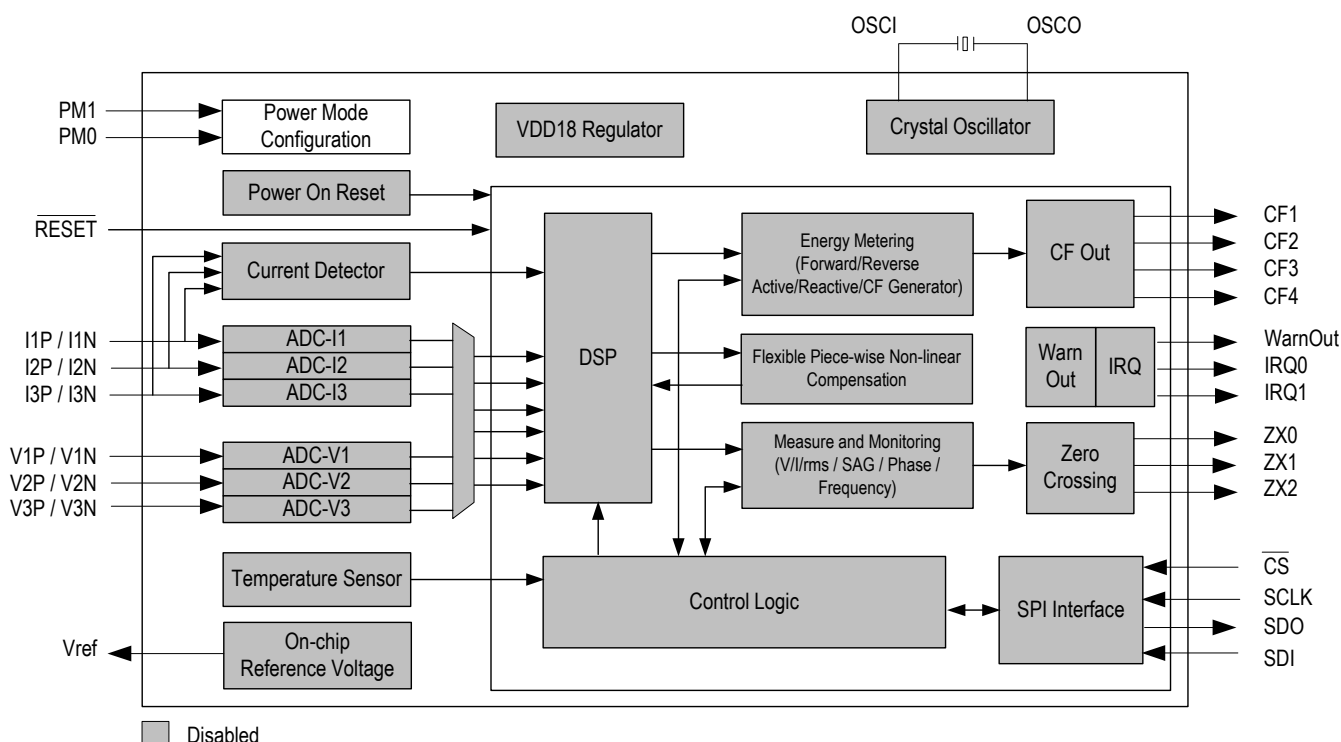 OSCI
OSCO
PM1
PM0
Power Mode
Configuration
VDD18 Regulator
Crystal Oscillator
Power On Reset
RESET
Current Detector
I1P / I1N
I2P / I2N
I3P / I3N
ADC-I1
ADC-I2
ADC-I3
V1P / V1N
V2P / V2N
V3P / V3N
ADC-V1
ADC-V2
ADC-V3
DSP
Energy Metering
(Forward/Reverse
Active/Reactive/CF Generator)
CF Out
CF1
CF2
CF3
CF4
Flexible Piece-wise Non-linear
Compensation
Warn
Out
IRQ
WarnOut
IRQ0
IRQ1
Measure and Monitoring
(V/I/rms / SAG / Phase /
Frequency)
Zero
Crossing
ZX0
ZX1
ZX2
Temperature Sensor
Control Logic
SPI Interface
CS
SCLK
SDO
SDI
Vref
On-chip
Reference Voltage
Disabled